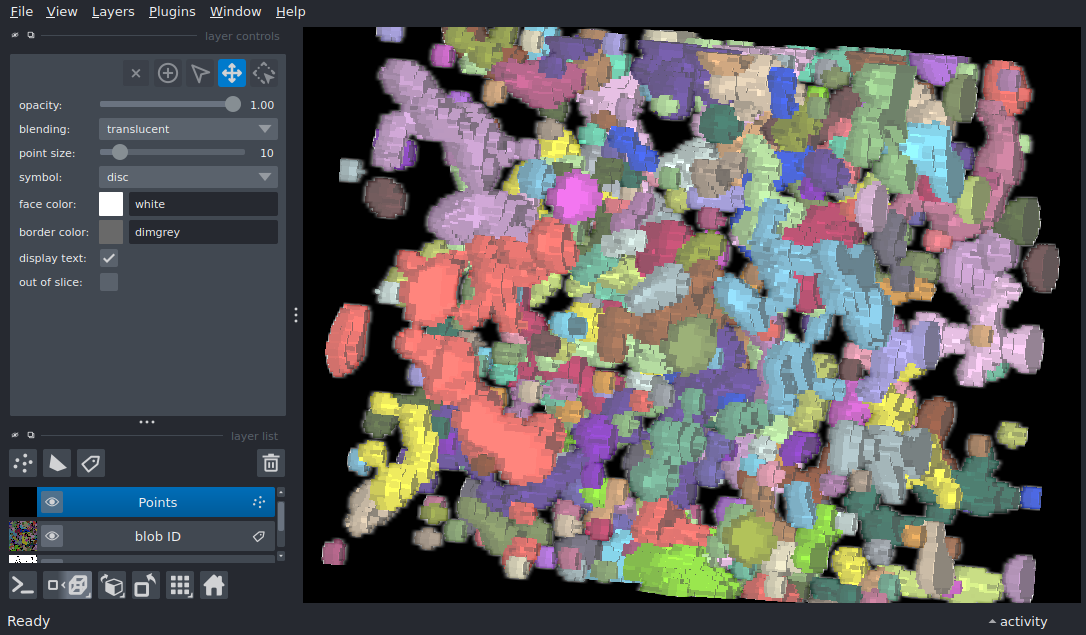 File View Layers Plugins Window Help
layer controls
opacity: 1.00
blending: translucent
point size: 10
symbol: disc
face color: white
border color: dimgrey
display text:
out of slice:
layer list
Points
blob ID
Ready
activity